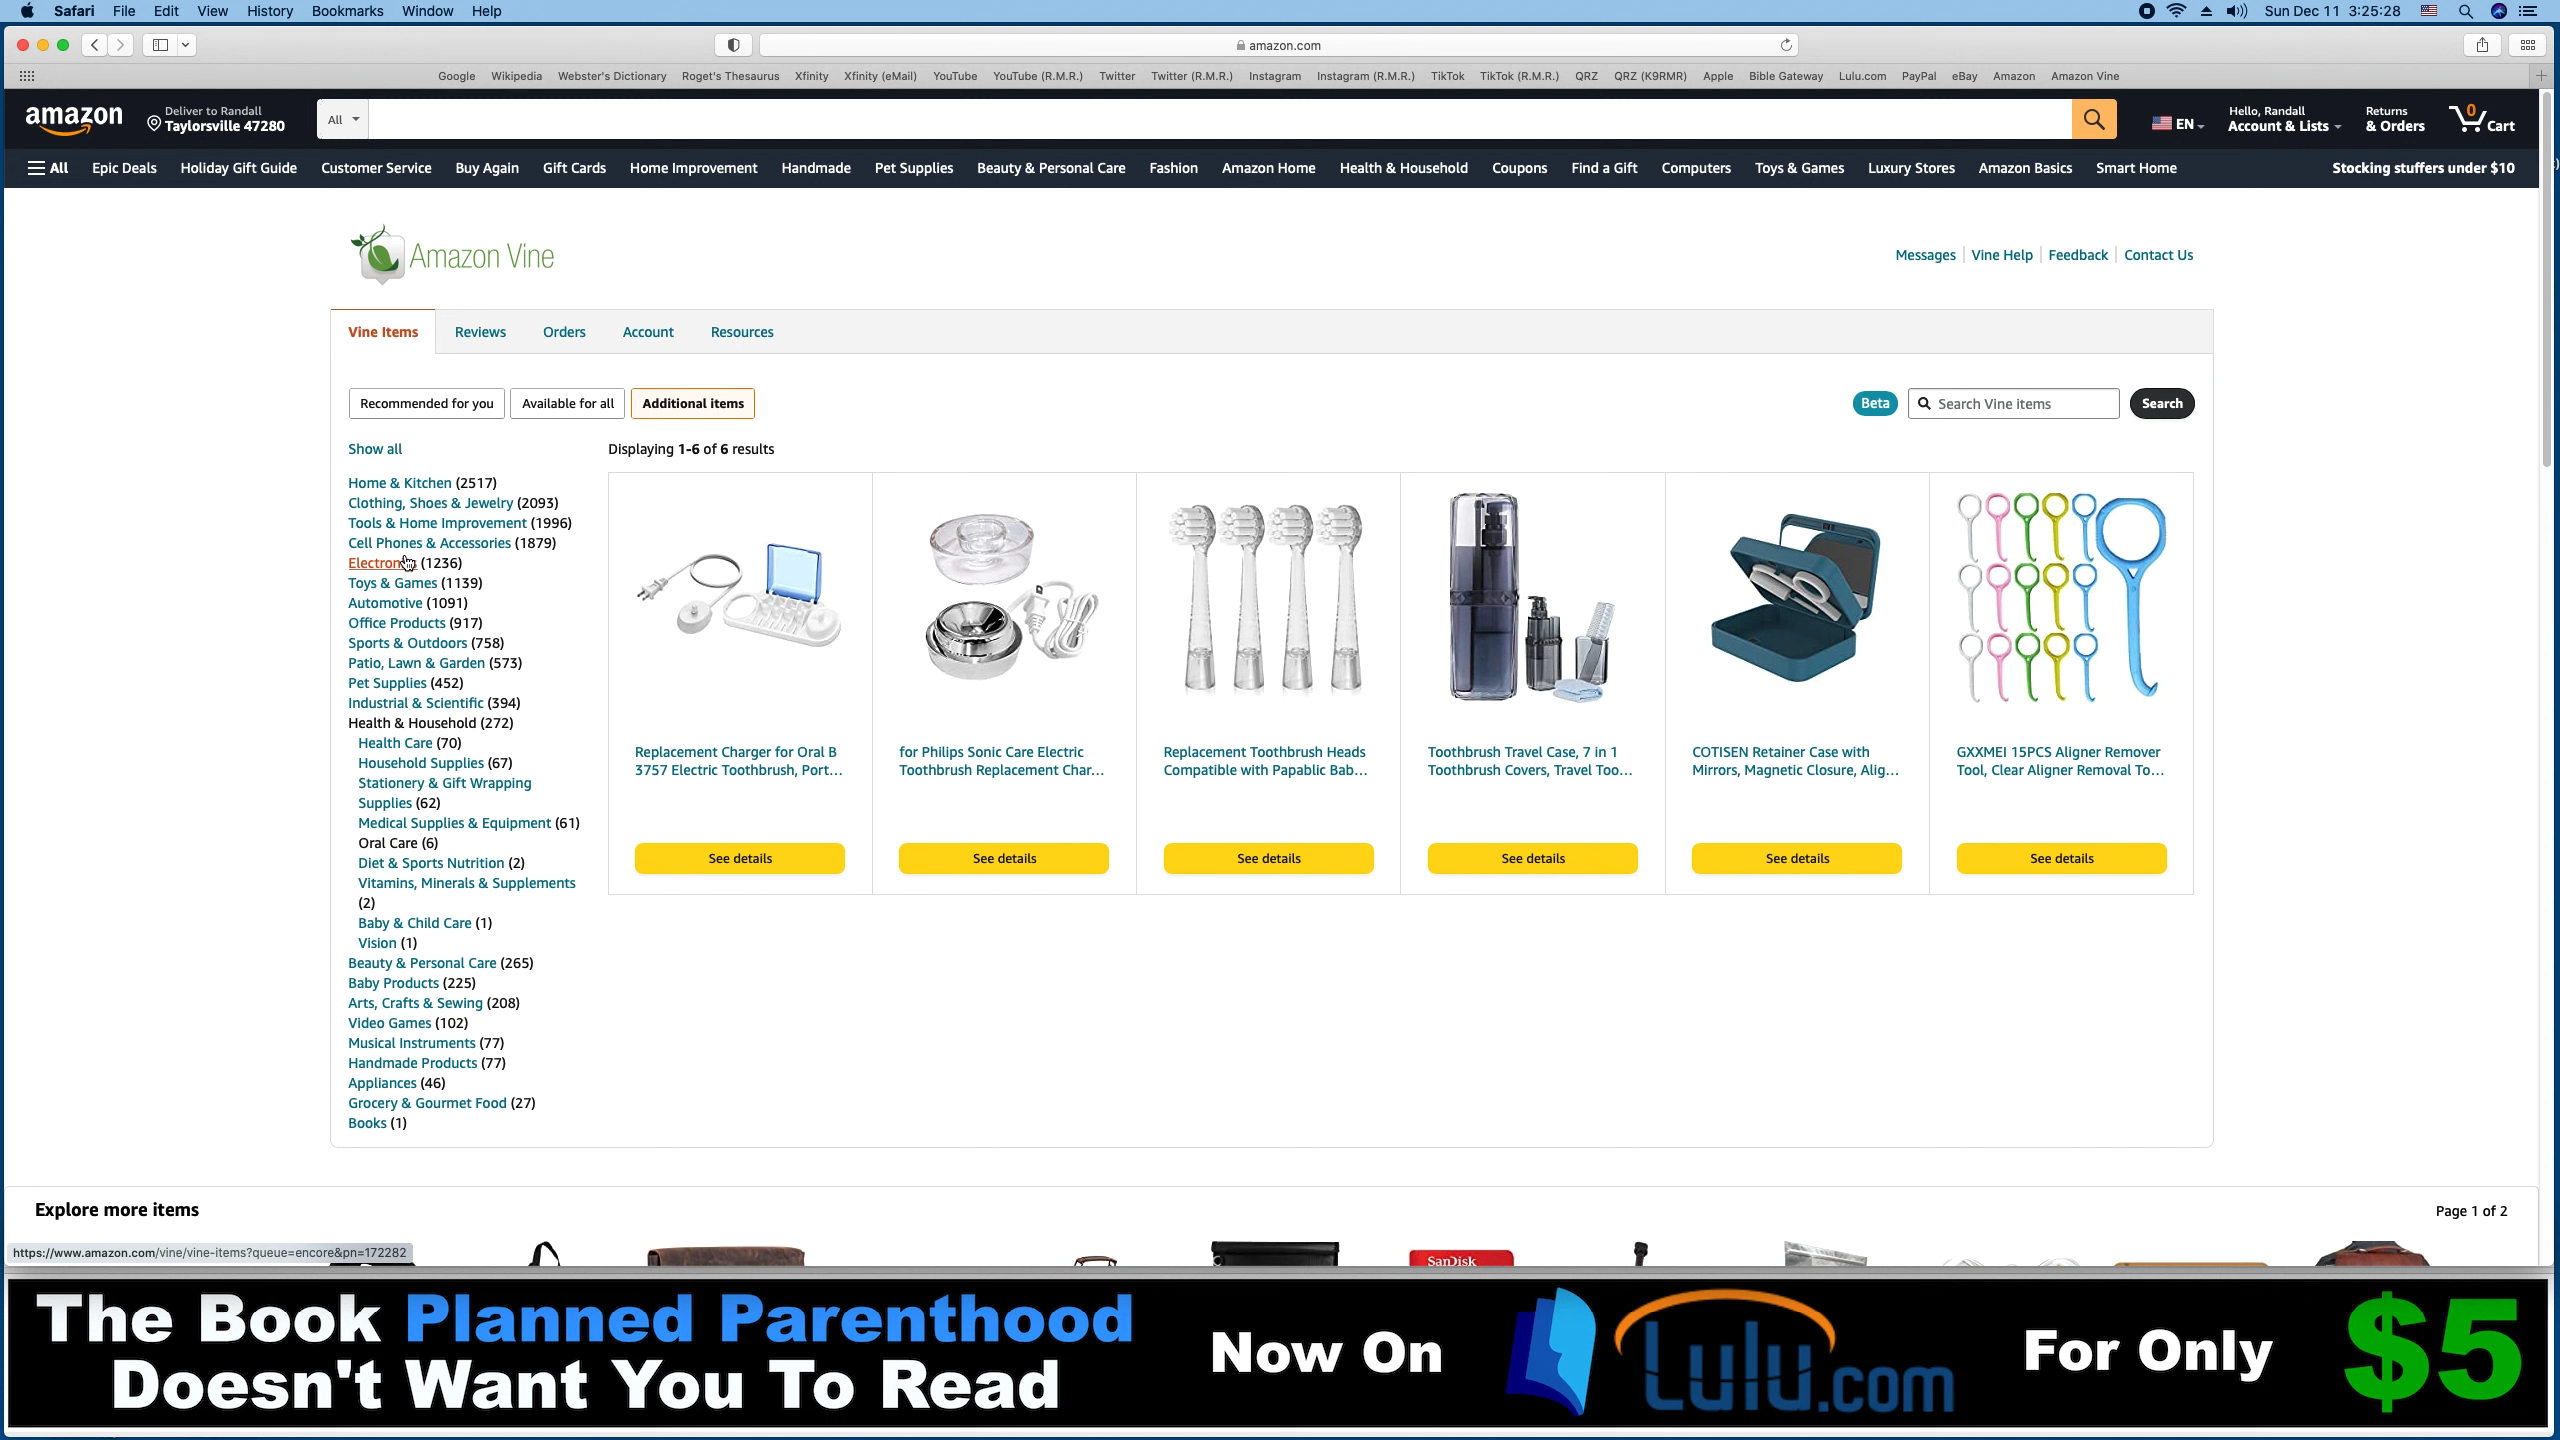 Safari File Edit View History Bookmarks Window Help
Sun Dec 11 3:25:28
amazon.com
Google Wikipedia Webster's Dictionary Roget's Thesaurus Xfinity Xfinity (eMail) YouTube YouTube (R.M.R.) Twitter Twitter (R.M.R.) Instagram Instagram (R.M.R.) TikTok TikTok (R.M.R.) QRZ QRZ (K9RMR) Apple Bible Gateway Lulu.com PayPal eBay Amazon Amazon Vine
amazon
Deliver to Randall
Taylorsville 47280
All
EN
Hello, Randall
Account & Lists
Returns
& Orders
0
Cart
All Epic Deals Holiday Gift Guide Customer Service Buy Again Gift Cards Home Improvement Handmade Pet Supplies Beauty & Personal Care Fashion Amazon Home Health & Household Coupons Find a Gift Computers Toys & Games Luxury Stores Amazon Basics Smart Home
Stocking stuffers under $10
Amazon Vine
Messages Vine Help Feedback Contact Us
Vine Items Reviews Orders Account Resources
Recommended for you Available for all Additional items
Beta Search Vine items Search
Show all
Displaying 1-6 of 6 results
Home & Kitchen (2517)
Clothing, Shoes & Jewelry (2093)
Tools & Home Improvement (1996)
Cell Phones & Accessories (1879)
(1236)
Toys & Games (1139)
Automotive (1091)
Office Products (917)
Sports & Outdoors (758)
Patio, Lawn & Garden (573)
Pet Supplies (452)
Industrial & Scientific (394)
Health & Household (272)
Health Care (70)
Household Supplies (67)
Stationery & Gift Wrapping
Supplies (62)
Medical Supplies & Equipment (61)
Oral Care (6)
Diet & Sports Nutrition (2)
Vitamins, Minerals & Supplements
(2)
Baby & Child Care (1)
Vision (1)
Beauty & Personal Care (265)
Baby Products (225)
Arts, Crafts & Sewing (208)
Video Games (102)
Musical Instruments (77)
Handmade Products (77)
Appliances (46)
Grocery & Gourmet Food (27)
Books (1)
Replacement Charger for Oral B
3757 Electric Toothbrush, Port...
See details
for Philips Sonic Care Electric
Toothbrush Replacement Char...
See details
Replacement Toothbrush Heads
Compatible with Papablic Bab...
See details
Toothbrush Travel Case, 7 in 1
Toothbrush Covers, Travel Too...
See details
COTISEN Retainer Case with
Mirrors, Magnetic Closure, Alig...
See details
GXXMEI 15PCS Aligner Remover
Tool, Clear Aligner Removal To...
See details
Explore more items
Page 1 of 2
https://www.amazon.com/vine/vine-items?queue=encore&pn=172282
SanDisk
The Book Planned Parenthood
Doesn't Want You To Read
Now On
Lulu.com
For Only
$5